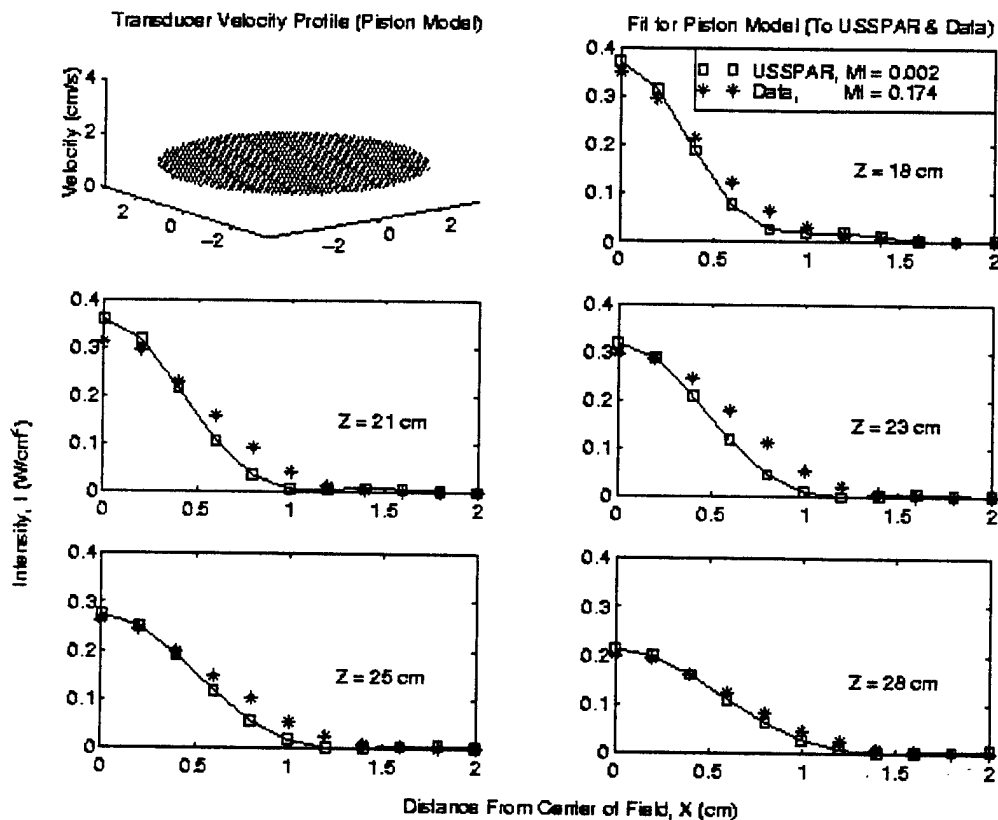 Transducer Velocity Profile (Piston Model)
Fit for Piston Model (To USSPAR & Data)
Velocity (cm/s)
4
2
0
2
0
-2
-2
0
2
0.4
0.3
0.2
0.1
0
USSPAR, MI = 0.002
Data, MI = 0.174
Z = 18 cm
0 0.5 1 1.5 2
Intensity, I (W/cm²)
0.4
0.3
0.2
0.1
0
Z = 21 cm
0 0.5 1 1.5 2
0.4
0.3
0.2
0.1
0
Z = 23 cm
0 0.5 1 1.5 2
0.4
0.3
0.2
0.1
0
Z = 25 cm
0 0.5 1 1.5 2
0.4
0.3
0.2
0.1
0
Z = 28 cm
0 0.5 1 1.5 2
Distance From Center of Field, X (cm)